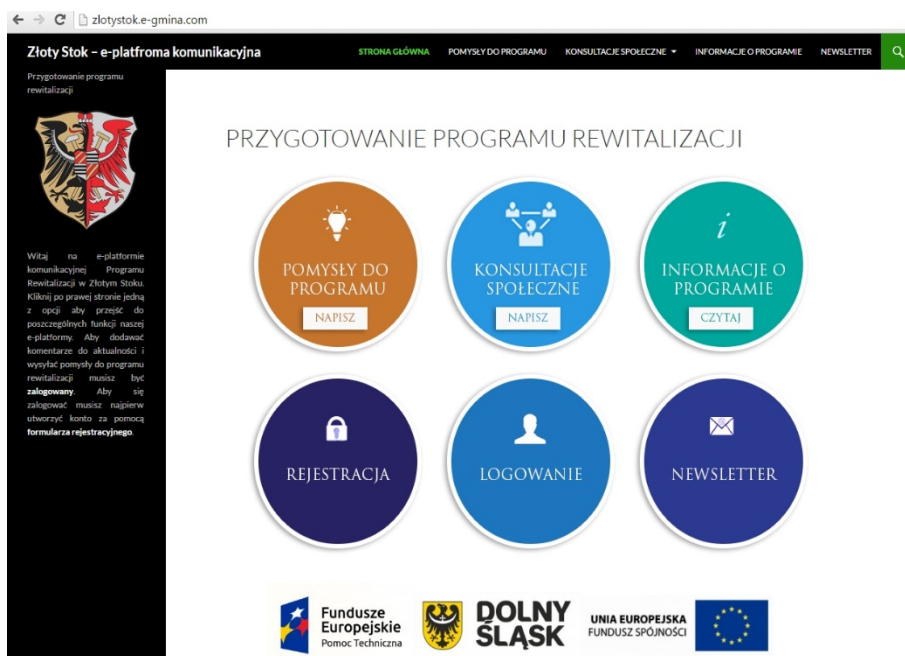 zlotystok.e-gmina.com
Złoty Stok – e-platfroma komunikacyjna
STRONA GŁÓWNA
POMYSŁY DO PROGRAMU
KONSULTACJE SPOŁECZNE
INFORMACJE O PROGRAMIE
NEWSLETTER
Przygotowanie programu
rewitalizacji
Witaj na e-platformie
komunikacyjnej Programu
Rewitalizacji w Złotym Stoku.
Kliknij po prawej stronie jedną
z opcji aby przejść do
poszczególnych funkcji naszej
e-platformy. Aby dodawać
komentarze do aktualności i
wysyłać pomysły do programu
rewitalizacji musisz być
zalogowany. Aby się
zalogować musisz najpierw
utworzyć konto za pomocą
formularza rejestracyjnego.
PRZYGOTOWANIE PROGRAMU REWITALIZACJI
POMYSŁY DO
PROGRAMU
NAPISZ
KONSULTACJE
SPOŁECZNE
NAPISZ
i
INFORMACJE O
PROGRAMIE
CZYTAJ
REJESTRACJA
LOGOWANIE
NEWSLETTER
Fundusze
Europejskie
Pomoc Techniczna
DOLNY
ŚLĄSK
UNIA EUROPEJSKA
FUNDUSZ SPÓJNOŚCI